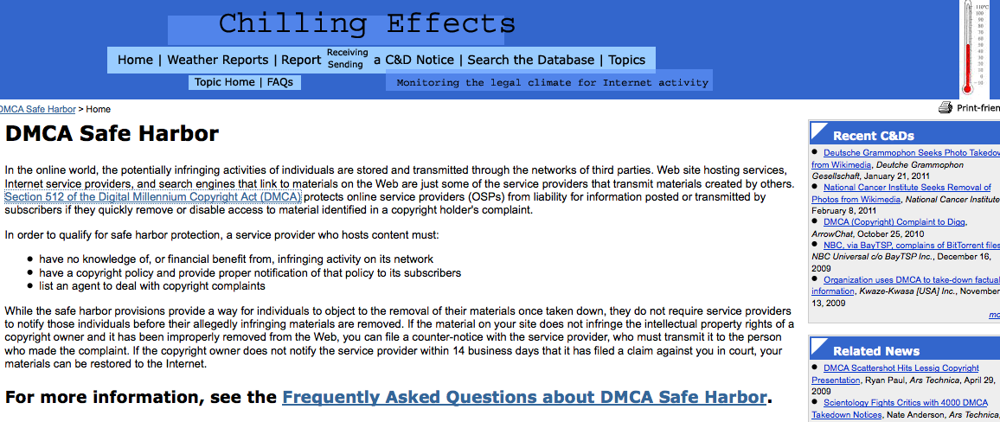 Chilling Effects
Home | Weather Reports | Report Receiving Sending a C&D Notice | Search the Database | Topics
Topic Home | FAQs
Monitoring the legal climate for Internet activity
110°C
100
90
80
70
60
50
40
30
20
10
0
-10
DMCA Safe Harbor > Home
Print-frien
DMCA Safe Harbor
In the online world, the potentially infringing activities of individuals are stored and transmitted through the networks of third parties. Web site hosting services,
Internet service providers, and search engines that link to materials on the Web are just some of the service providers that transmit materials created by others.
Section 512 of the Digital Millennium Copyright Act (DMCA) protects online service providers (OSPs) from liability for information posted or transmitted by
subscribers if they quickly remove or disable access to material identified in a copyright holder's complaint.
In order to qualify for safe harbor protection, a service provider who hosts content must:
● have no knowledge of, or financial benefit from, infringing activity on its network
● have a copyright policy and provide proper notification of that policy to its subscribers
● list an agent to deal with copyright complaints
While the safe harbor provisions provide a way for individuals to object to the removal of their materials once taken down, they do not require service providers
to notify those individuals before their allegedly infringing materials are removed. If the material on your site does not infringe the intellectual property rights of a
copyright owner and it has been improperly removed from the Web, you can file a counter-notice with the service provider, who must transmit it to the person
who made the complaint. If the copyright owner does not notify the service provider within 14 business days that it has filed a claim against you in court, your
materials can be restored to the Internet.
For more information, see the Frequently Asked Questions about DMCA Safe Harbor.
Recent C&Ds
● Deutsche Grammophon Seeks Photo Takedow
from Wikimedia, Deutche Grammophon
Gesellschaft, January 21, 2011
● National Cancer Institute Seeks Removal of
Photos from Wikimedia, National Cancer Institute
February 8, 2011
● DMCA (Copyright) Complaint to Digg,
ArrowChat, October 25, 2010
● NBC, via BayTSP, complains of BitTorrent files
NBC Universal c/o BayTSP Inc., December 16,
2009
● Organization uses DMCA to take-down factual
information, Kwaze-Kwasa [USA] Inc., November
13, 2009
mo
Related News
● DMCA Scattershot Hits Lessig Copyright
Presentation, Ryan Paul, Ars Technica, April 29,
2009
● Scientology Fights Critics with 4000 DMCA
Takedown Notices, Nate Anderson, Ars Technica,